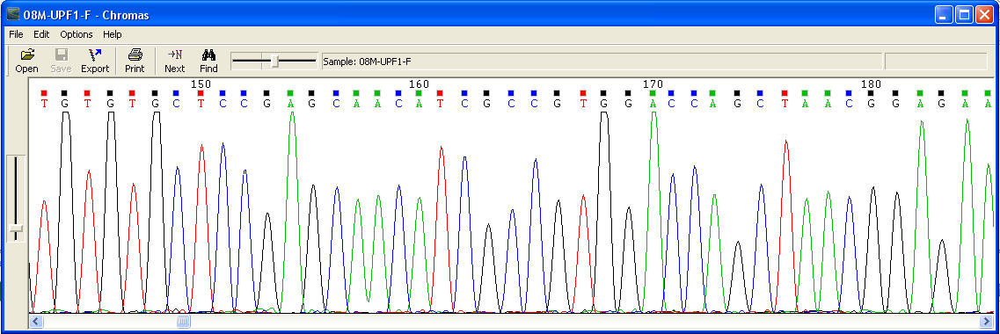 08M-UPF1-F - Chromas
File Edit Options Help
Open Save Export Print Next Find Sample: 08M-UPF1-F
150 160 170 180
T G T G T G C T C C G A G C A A C A T C G C C G T G G A C C A G C T A A C G G A G A A